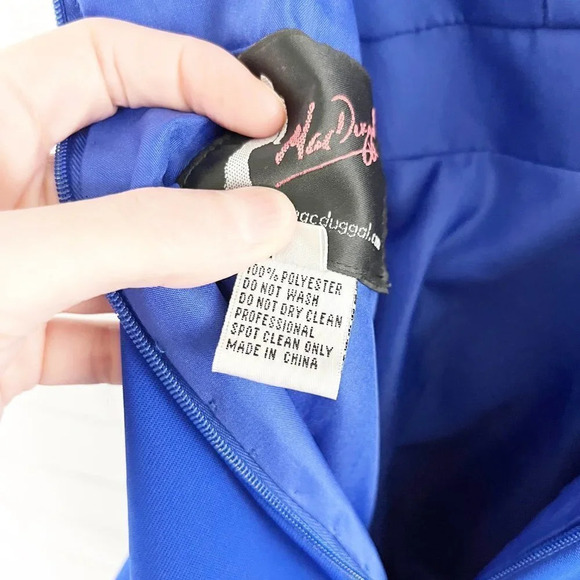 Mac Duggal
macduggal.com
100% POLYESTER
DO NOT WASH
DO NOT DRY CLEAN
PROFESSIONAL
SPOT CLEAN ONLY
MADE IN CHINA